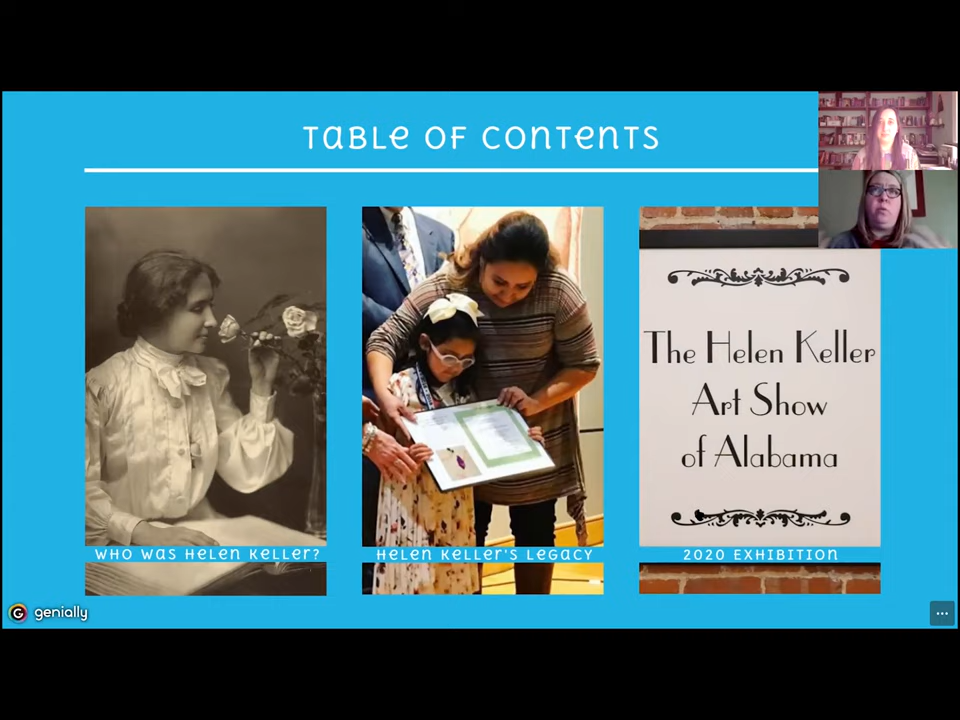 Table of Contents
The Helen Keller
Art Show
of Alabama
Who was Helen Keller?
Helen Keller's Legacy
2020 Exhibition
G genially